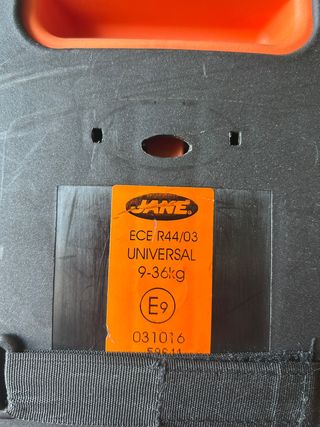 JANE
ECE R44/03
UNIVERSAL
9-36kg
E9
031016